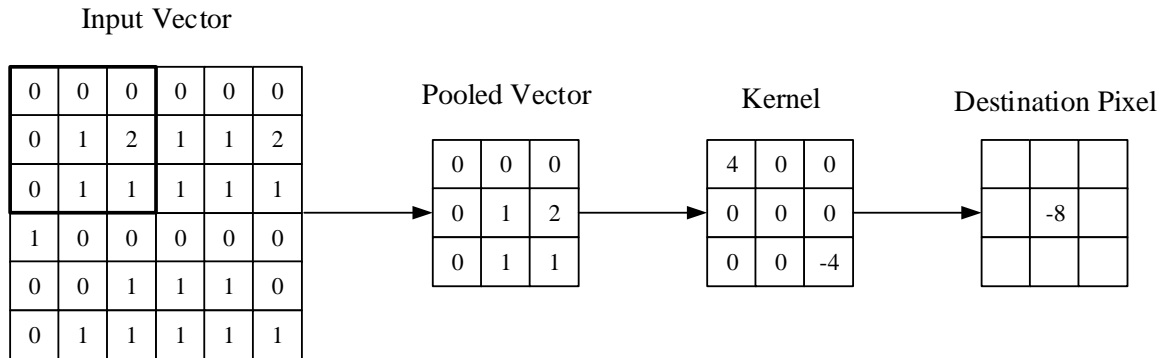 Input Vector
Pooled Vector
Kernel
Destination Pixel
0 0 0 0 0 0
0 1 2 1 1 2
0 1 1 1 1 1
1 0 0 0 0 0
0 0 1 1 1 0
0 1 1 1 1 1
0 0 0
0 1 2
0 1 1
4 0 0
0 0 0
0 0 -4
-8